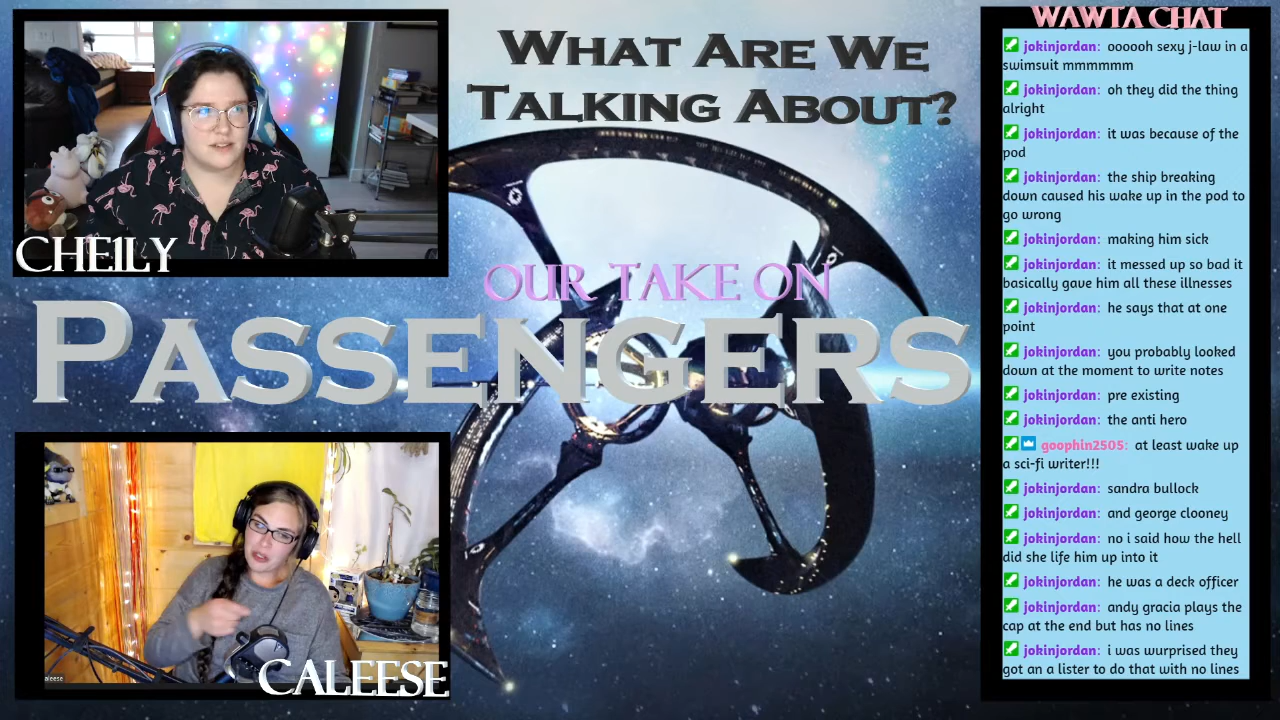 WHAT ARE WE
TALKING ABOUT?
OUR TAKE ON
PASSENGERS
CHE1LY
caleese
CALEESE
WAWTA CHAT
jokinjordan: oooooh sexy j-law in a
swimsuit mmmmmm
jokinjordan: oh they did the thing
alright
jokinjordan: it was because of the
pod
jokinjordan: the ship breaking
down caused his wake up in the pod to
go wrong
jokinjordan: making him sick
jokinjordan: it messed up so bad it
basically gave him all these illnesses
jokinjordan: he says that at one
point
jokinjordan: you probably looked
down at the moment to write notes
jokinjordan: pre existing
jokinjordan: the anti hero
goophin2505: at least wake up
a sci-fi writer!!!
jokinjordan: sandra bullock
jokinjordan: and george clooney
jokinjordan: no i said how the hell
did she life him up into it
jokinjordan: he was a deck officer
jokinjordan: andy gracia plays the
cap at the end but has no lines
jokinjordan: i was wurprised they
got an a lister to do that with no lines